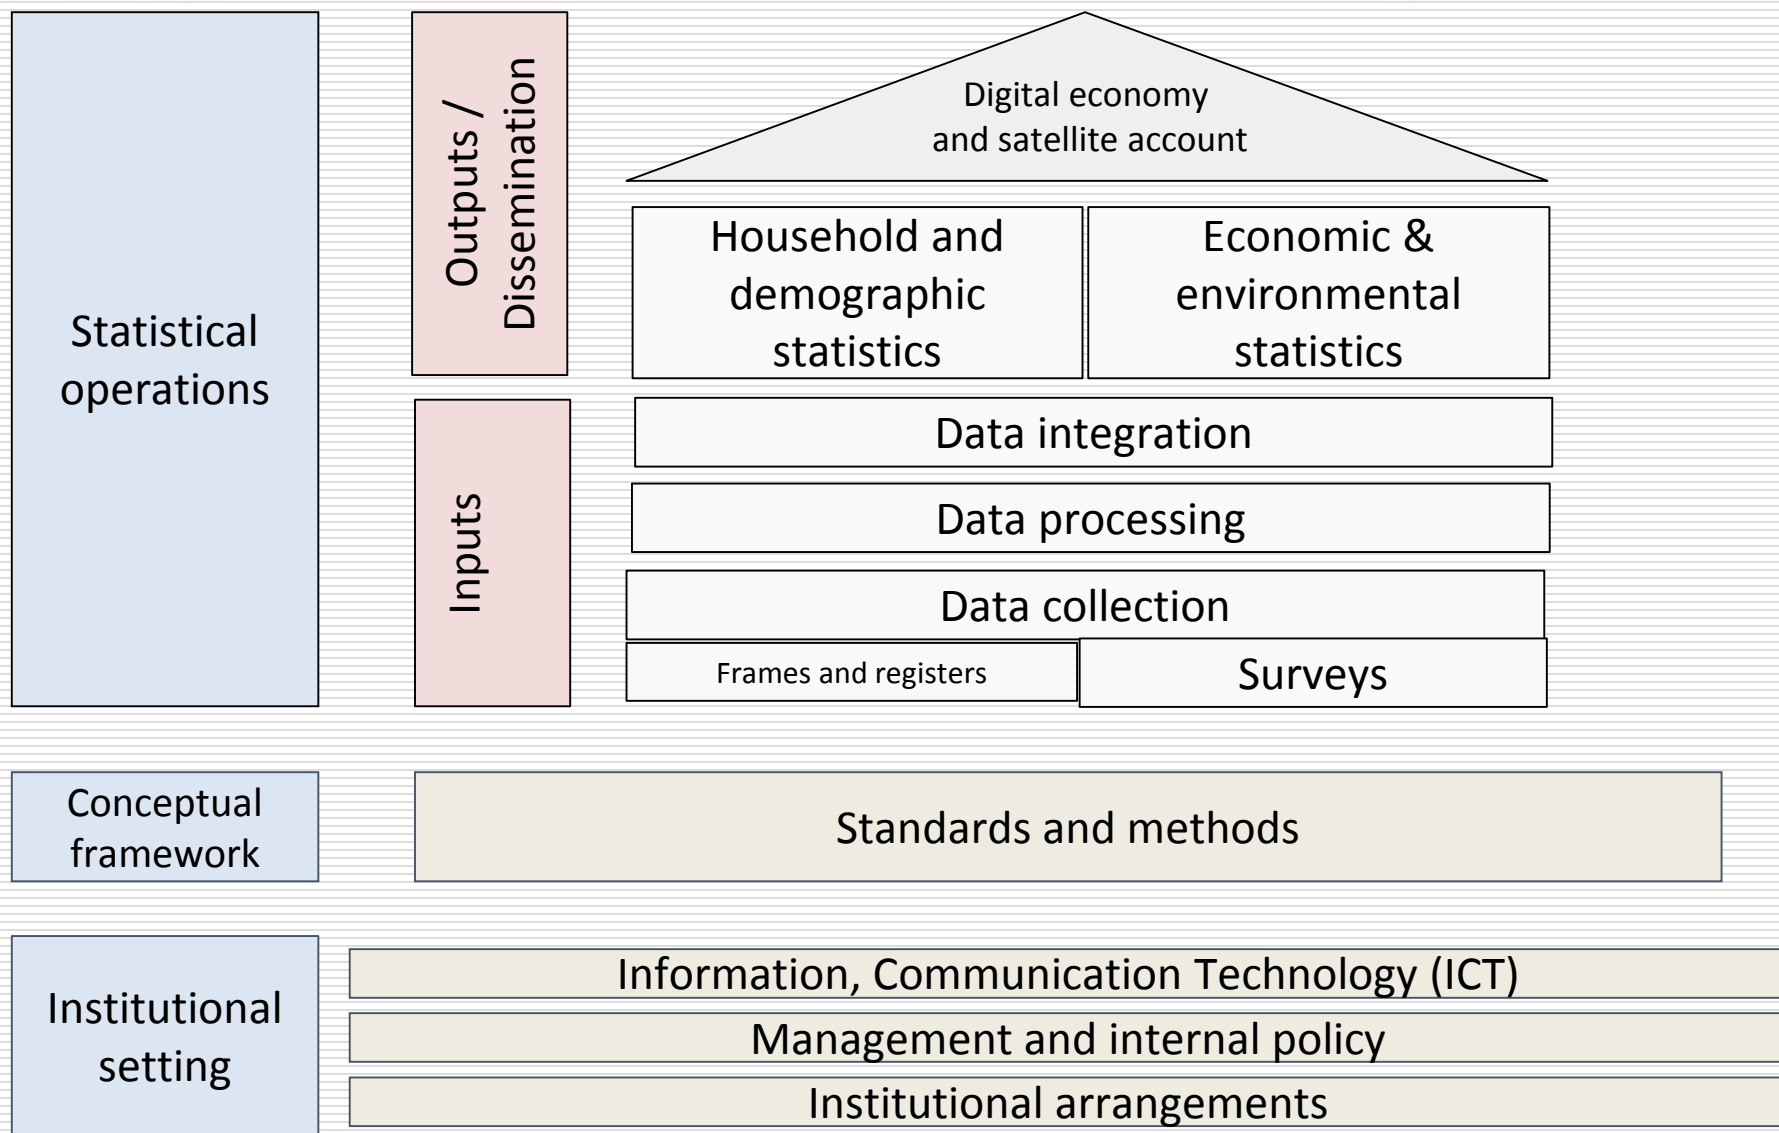 Statistical
operations
Outputs /
Dissemination
Digital economy
and satellite account
Household and
demographic
statistics
Economic &
environmental
statistics
Inputs
Data integration
Data processing
Data collection
Frames and registers
Surveys
Conceptual
framework
Standards and methods
Institutional
setting
Information, Communication Technology (ICT)
Management and internal policy
Institutional arrangements